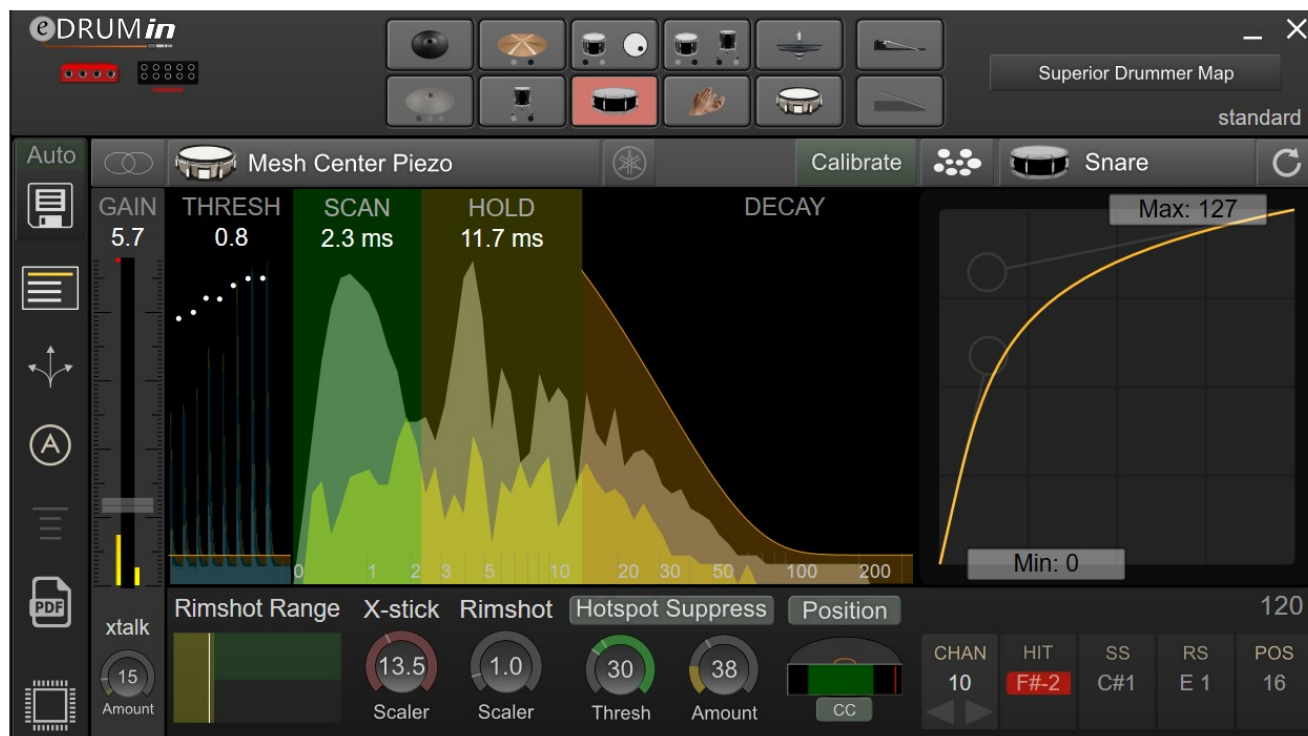 eDRUMin
Superior Drummer Map
standard
Auto
Mesh Center Piezo
Calibrate
Snare
GAIN
5.7
THRESH
0.8
SCAN
2.3 ms
HOLD
11.7 ms
DECAY
Max: 127
Min: 0
0 1 2 3 5 10 20 30 50 100 200
A
PDF
xtalk
15
Amount
Rimshot Range
X-stick
13.5
Scaler
Rimshot
1.0
Scaler
Hotspot Suppress
30
Thresh
38
Amount
Position
CC
120
CHAN HIT SS RS POS
10 F#-2 C#1 E 1 16